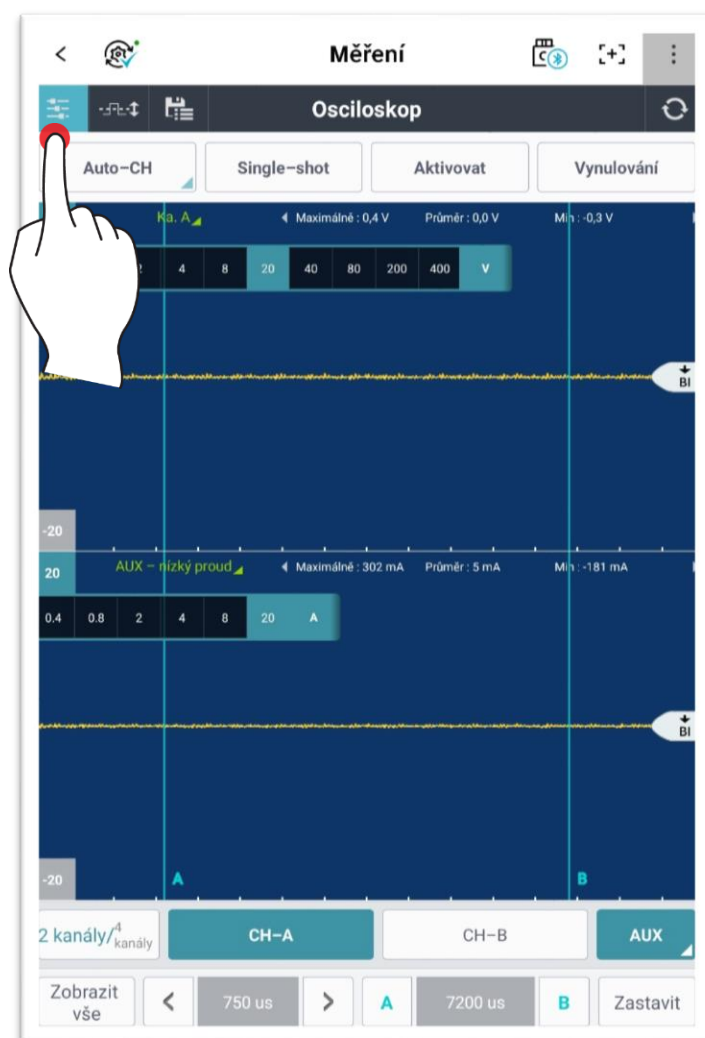 Měření
Osciloskop
Auto-CH Single-shot Aktivovat Vynulování
Ka. A Maximálně : 0,4 V Průměr : 0,0 V Min : -0,3 V
4 8 20 40 80 200 400 V
BI
-20
20 AUX – nízký proud Maximálně : 302 mA Průměr : 5 mA Min : -181 mA
0.4 0.8 2 4 8 20 A
BI
-20 A B
2 kanály/4 kanály CH-A CH-B AUX
Zobrazit vše < 750 us > A 7200 us B Zastavit